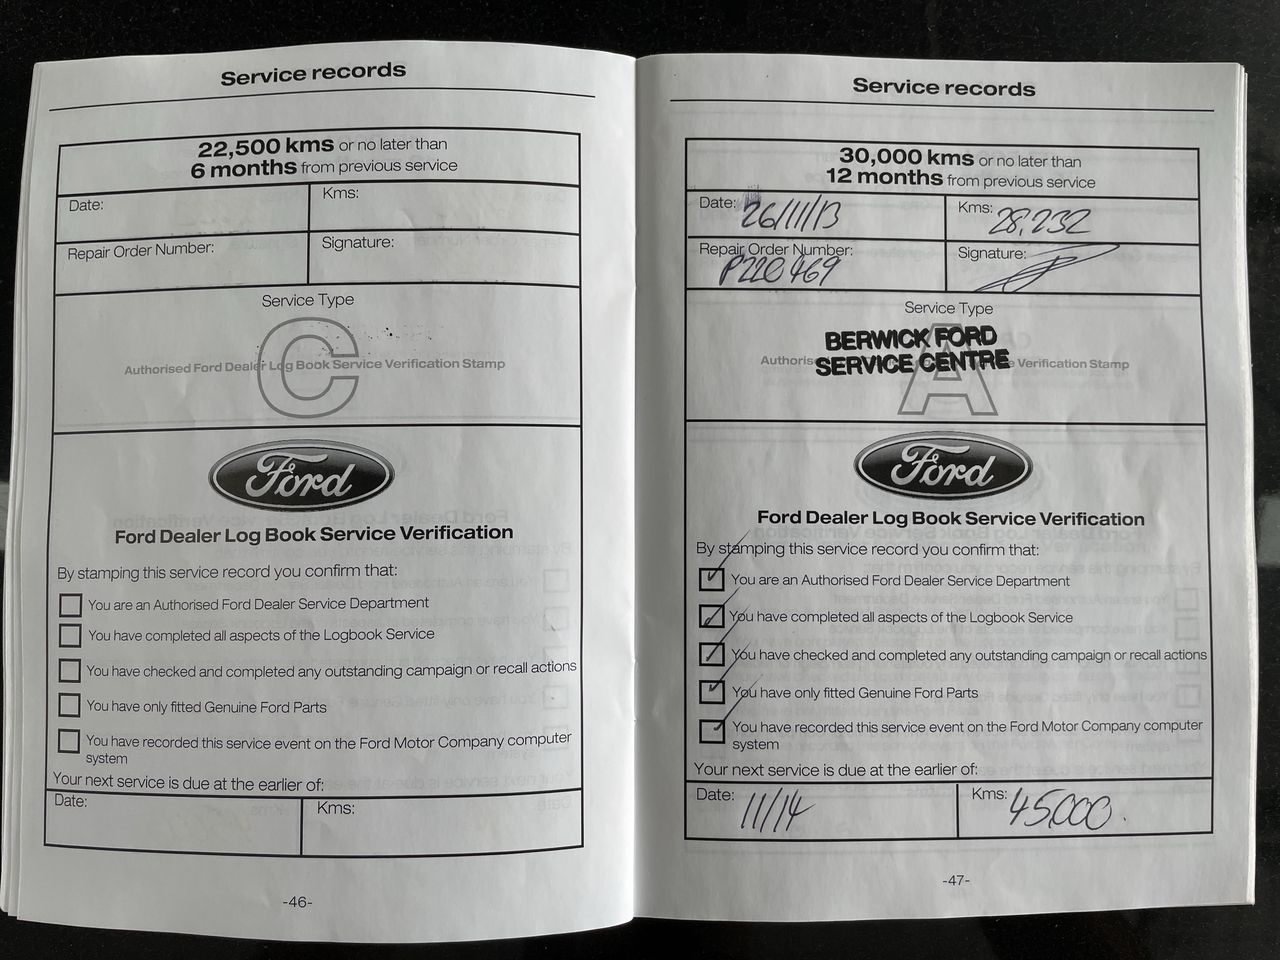 Service records
22,500 kms or no later than
6 months from previous service
Date:
Kms:
Repair Order Number:
Signature:
Service Type
C
Authorised Ford Dealer Log Book Service Verification Stamp
Ford
Ford Dealer Log Book Service Verification
By stamping this service record you confirm that:
You are an Authorised Ford Dealer Service Department
You have completed all aspects of the Logbook Service
You have checked and completed any outstanding campaign or recall actions
You have only fitted Genuine Ford Parts
You have recorded this service event on the Ford Motor Company computer
system
Your next service is due at the earlier of:
Date:
Kms:
-46-
Service records
30,000 kms or no later than
12 months from previous service
Date: 26/11/13
Kms: 28,232
Repair Order Number:
P220469
Signature:
Service Type
BERWICK FORD
SERVICE CENTRE
A
Authoris e Verification Stamp
Ford
Ford Dealer Log Book Service Verification
By stamping this service record you confirm that:
You are an Authorised Ford Dealer Service Department
You have completed all aspects of the Logbook Service
You have checked and completed any outstanding campaign or recall actions
You have only fitted Genuine Ford Parts
You have recorded this service event on the Ford Motor Company computer
system
Your next service is due at the earlier of:
Date: 11/14
Kms: 45,000.
-47-